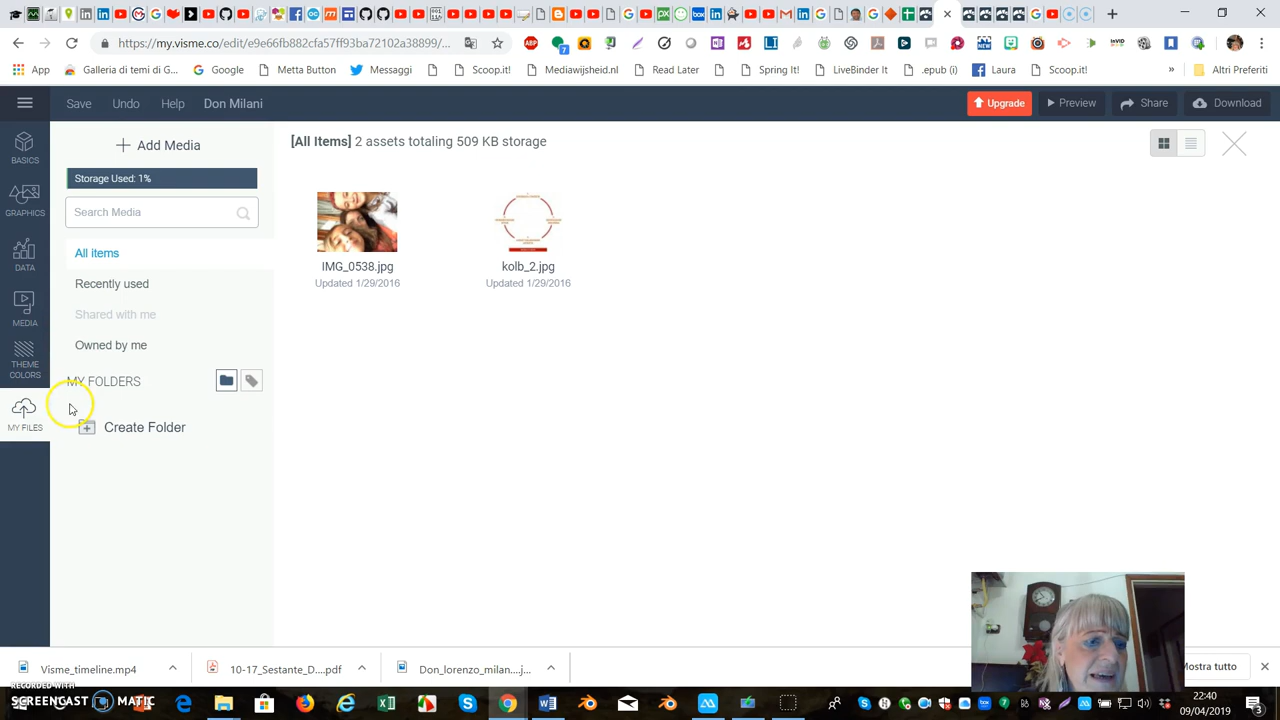 https://my.visme.co/edit/e9e66fb882cfa57ff93ba72102a38899/...
App
Galleria di temi di G...
Google
Metta Button
Messaggi
Scoop.it!
Mediawijsheid.nl
Read Later
Spring It!
LiveBinder It
.epub (i)
Laura
Scoop.it!
»
Altri Preferiti
Save
Undo
Help
Don Milani
Upgrade
Preview
Share
Download
BASICS
GRAPHICS
DATA
MEDIA
THEME
COLORS
MY FILES
Add Media
Storage Used: 1%
Search Media
All items
Recently used
Shared with me
Owned by me
MY FOLDERS
Create Folder
[All Items] 2 assets totaling 509 KB storage
IMG_0538.jpg
Updated 1/29/2016
kolb_2.jpg
Updated 1/29/2016
Visme_timeline.mp4
10-17_Sestante_D....pdf
Don_lorenzo_milan....j...
Mostra tutto
RECORDED WITH
SCREENCAST MATIC
22:40
09/04/2019
3